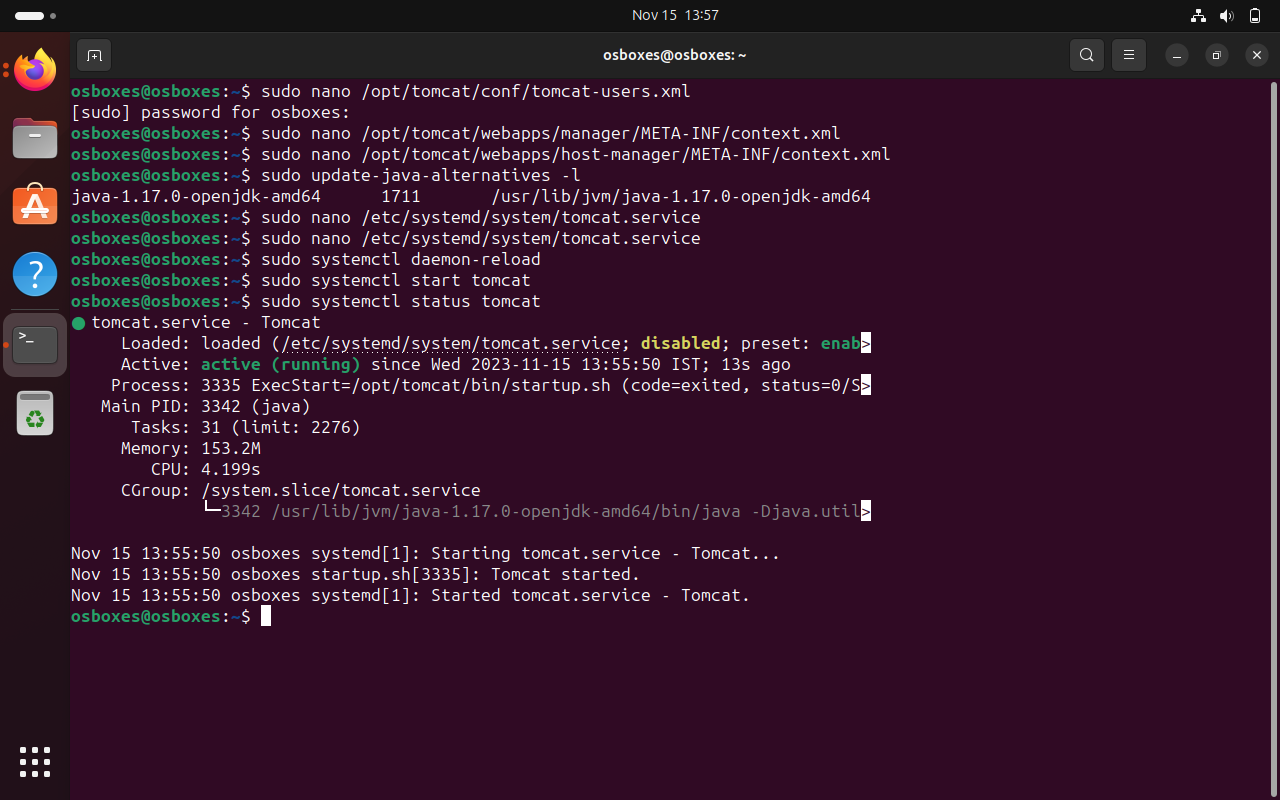 Nov 15 13:57
osboxes@osboxes: ~
osboxes@osboxes:~$ sudo nano /opt/tomcat/conf/tomcat-users.xml
[sudo] password for osboxes:
osboxes@osboxes:~$ sudo nano /opt/tomcat/webapps/manager/META-INF/context.xml
osboxes@osboxes:~$ sudo nano /opt/tomcat/webapps/host-manager/META-INF/context.xml
osboxes@osboxes:~$ sudo update-java-alternatives -l
java-1.17.0-openjdk-amd64      1711       /usr/lib/jvm/java-1.17.0-openjdk-amd64
osboxes@osboxes:~$ sudo nano /etc/systemd/system/tomcat.service
osboxes@osboxes:~$ sudo nano /etc/systemd/system/tomcat.service
osboxes@osboxes:~$ sudo systemctl daemon-reload
osboxes@osboxes:~$ sudo systemctl start tomcat
osboxes@osboxes:~$ sudo systemctl status tomcat
● tomcat.service - Tomcat
     Loaded: loaded (/etc/systemd/system/tomcat.service; disabled; preset: enab>
     Active: active (running) since Wed 2023-11-15 13:55:50 IST; 13s ago
    Process: 3335 ExecStart=/opt/tomcat/bin/startup.sh (code=exited, status=0/S>
   Main PID: 3342 (java)
      Tasks: 31 (limit: 2276)
     Memory: 153.2M
        CPU: 4.199s
     CGroup: /system.slice/tomcat.service
             └─3342 /usr/lib/jvm/java-1.17.0-openjdk-amd64/bin/java -Djava.util>
Nov 15 13:55:50 osboxes systemd[1]: Starting tomcat.service - Tomcat...
Nov 15 13:55:50 osboxes startup.sh[3335]: Tomcat started.
Nov 15 13:55:50 osboxes systemd[1]: Started tomcat.service - Tomcat.
osboxes@osboxes:~$